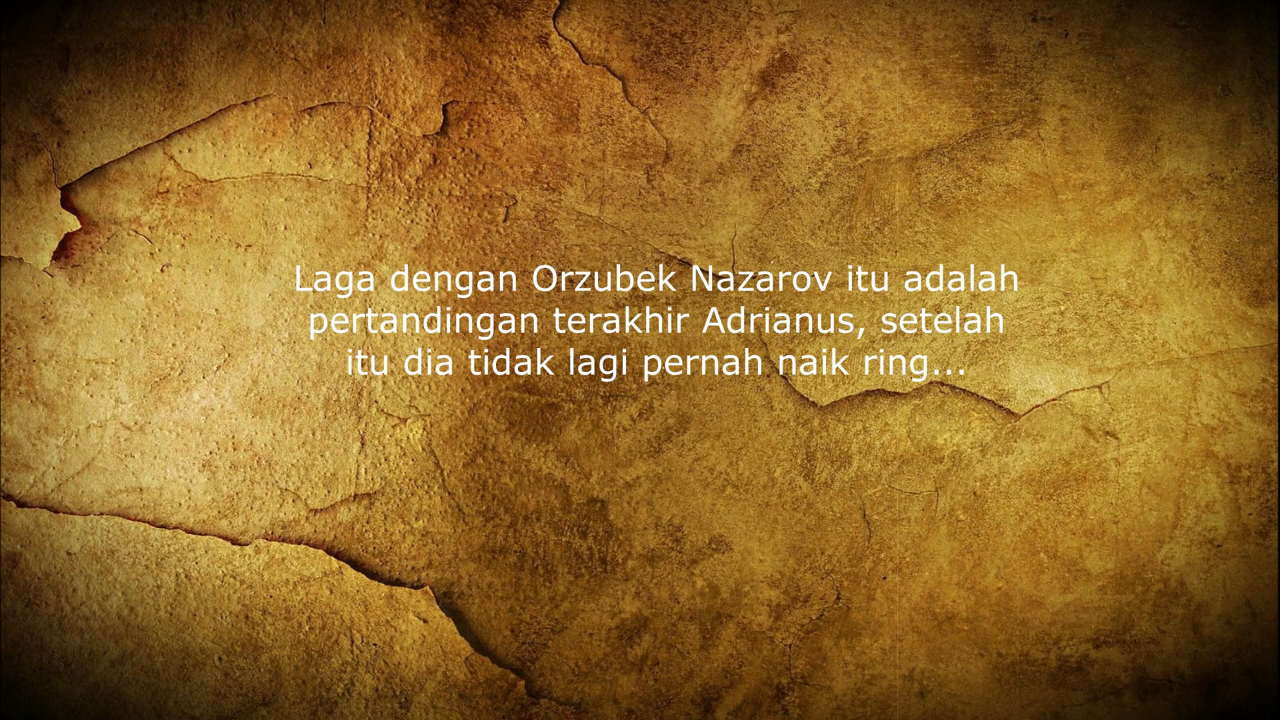 Laga dengan Orzubek Nazarov itu adalah
pertandingan terakhir Adrianus, setelah
itu dia tidak lagi pernah naik ring...